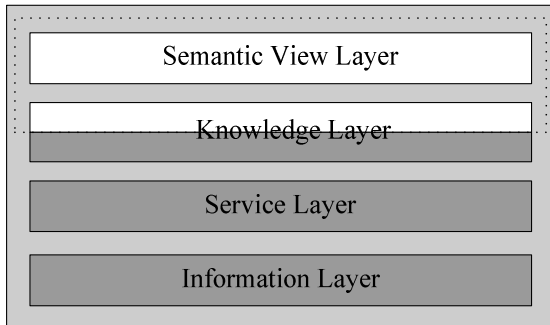 Semantic View Layer
Knowledge Layer
Service Layer
Information Layer